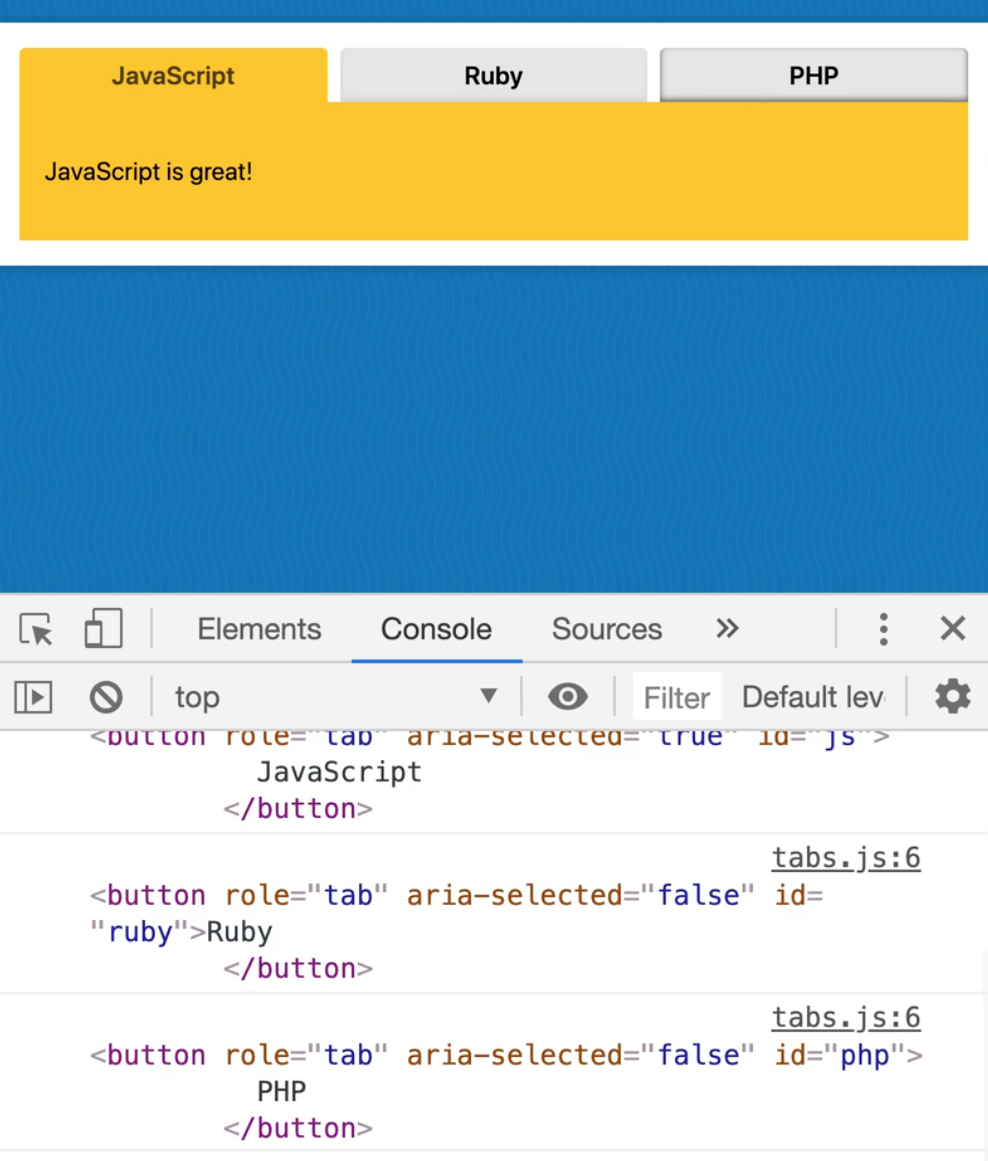 JavaScript Ruby PHP
JavaScript is great!
Elements Console Sources »
top ▼ Filter Default lev
<button role="tab" aria-selected="true" id="js">
JavaScript
</button>
tabs.js:6
<button role="tab" aria-selected="false" id=
"ruby">Ruby
</button>
tabs.js:6
<button role="tab" aria-selected="false" id="php">
PHP
</button>